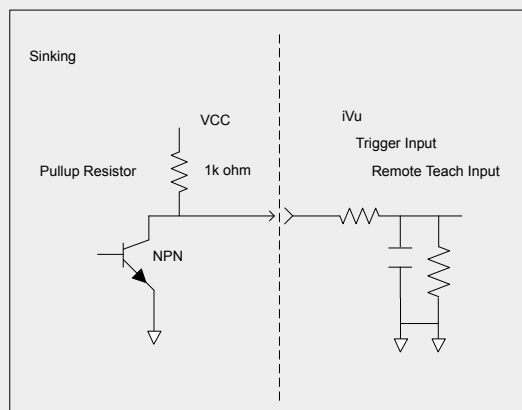 Sinking
VCC
iVu
Trigger Input
Pullup Resistor
1k ohm
Remote Teach Input
NPN